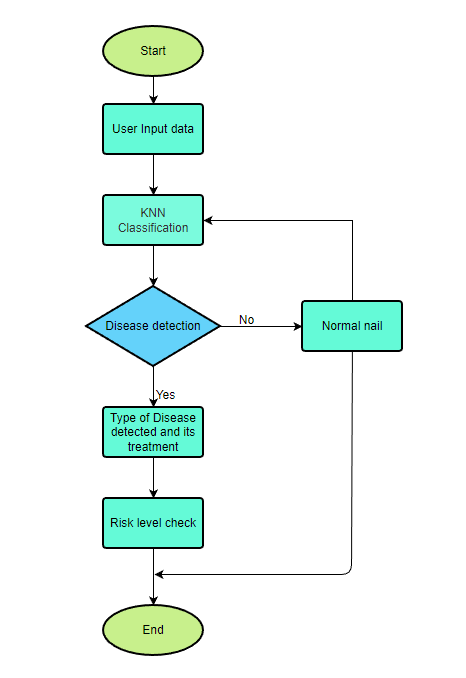 Start
User Input data
KNN
Classification
Disease detection
No
Normal nail
Yes
Type of Disease
detected and its
treatment
Risk level check
End